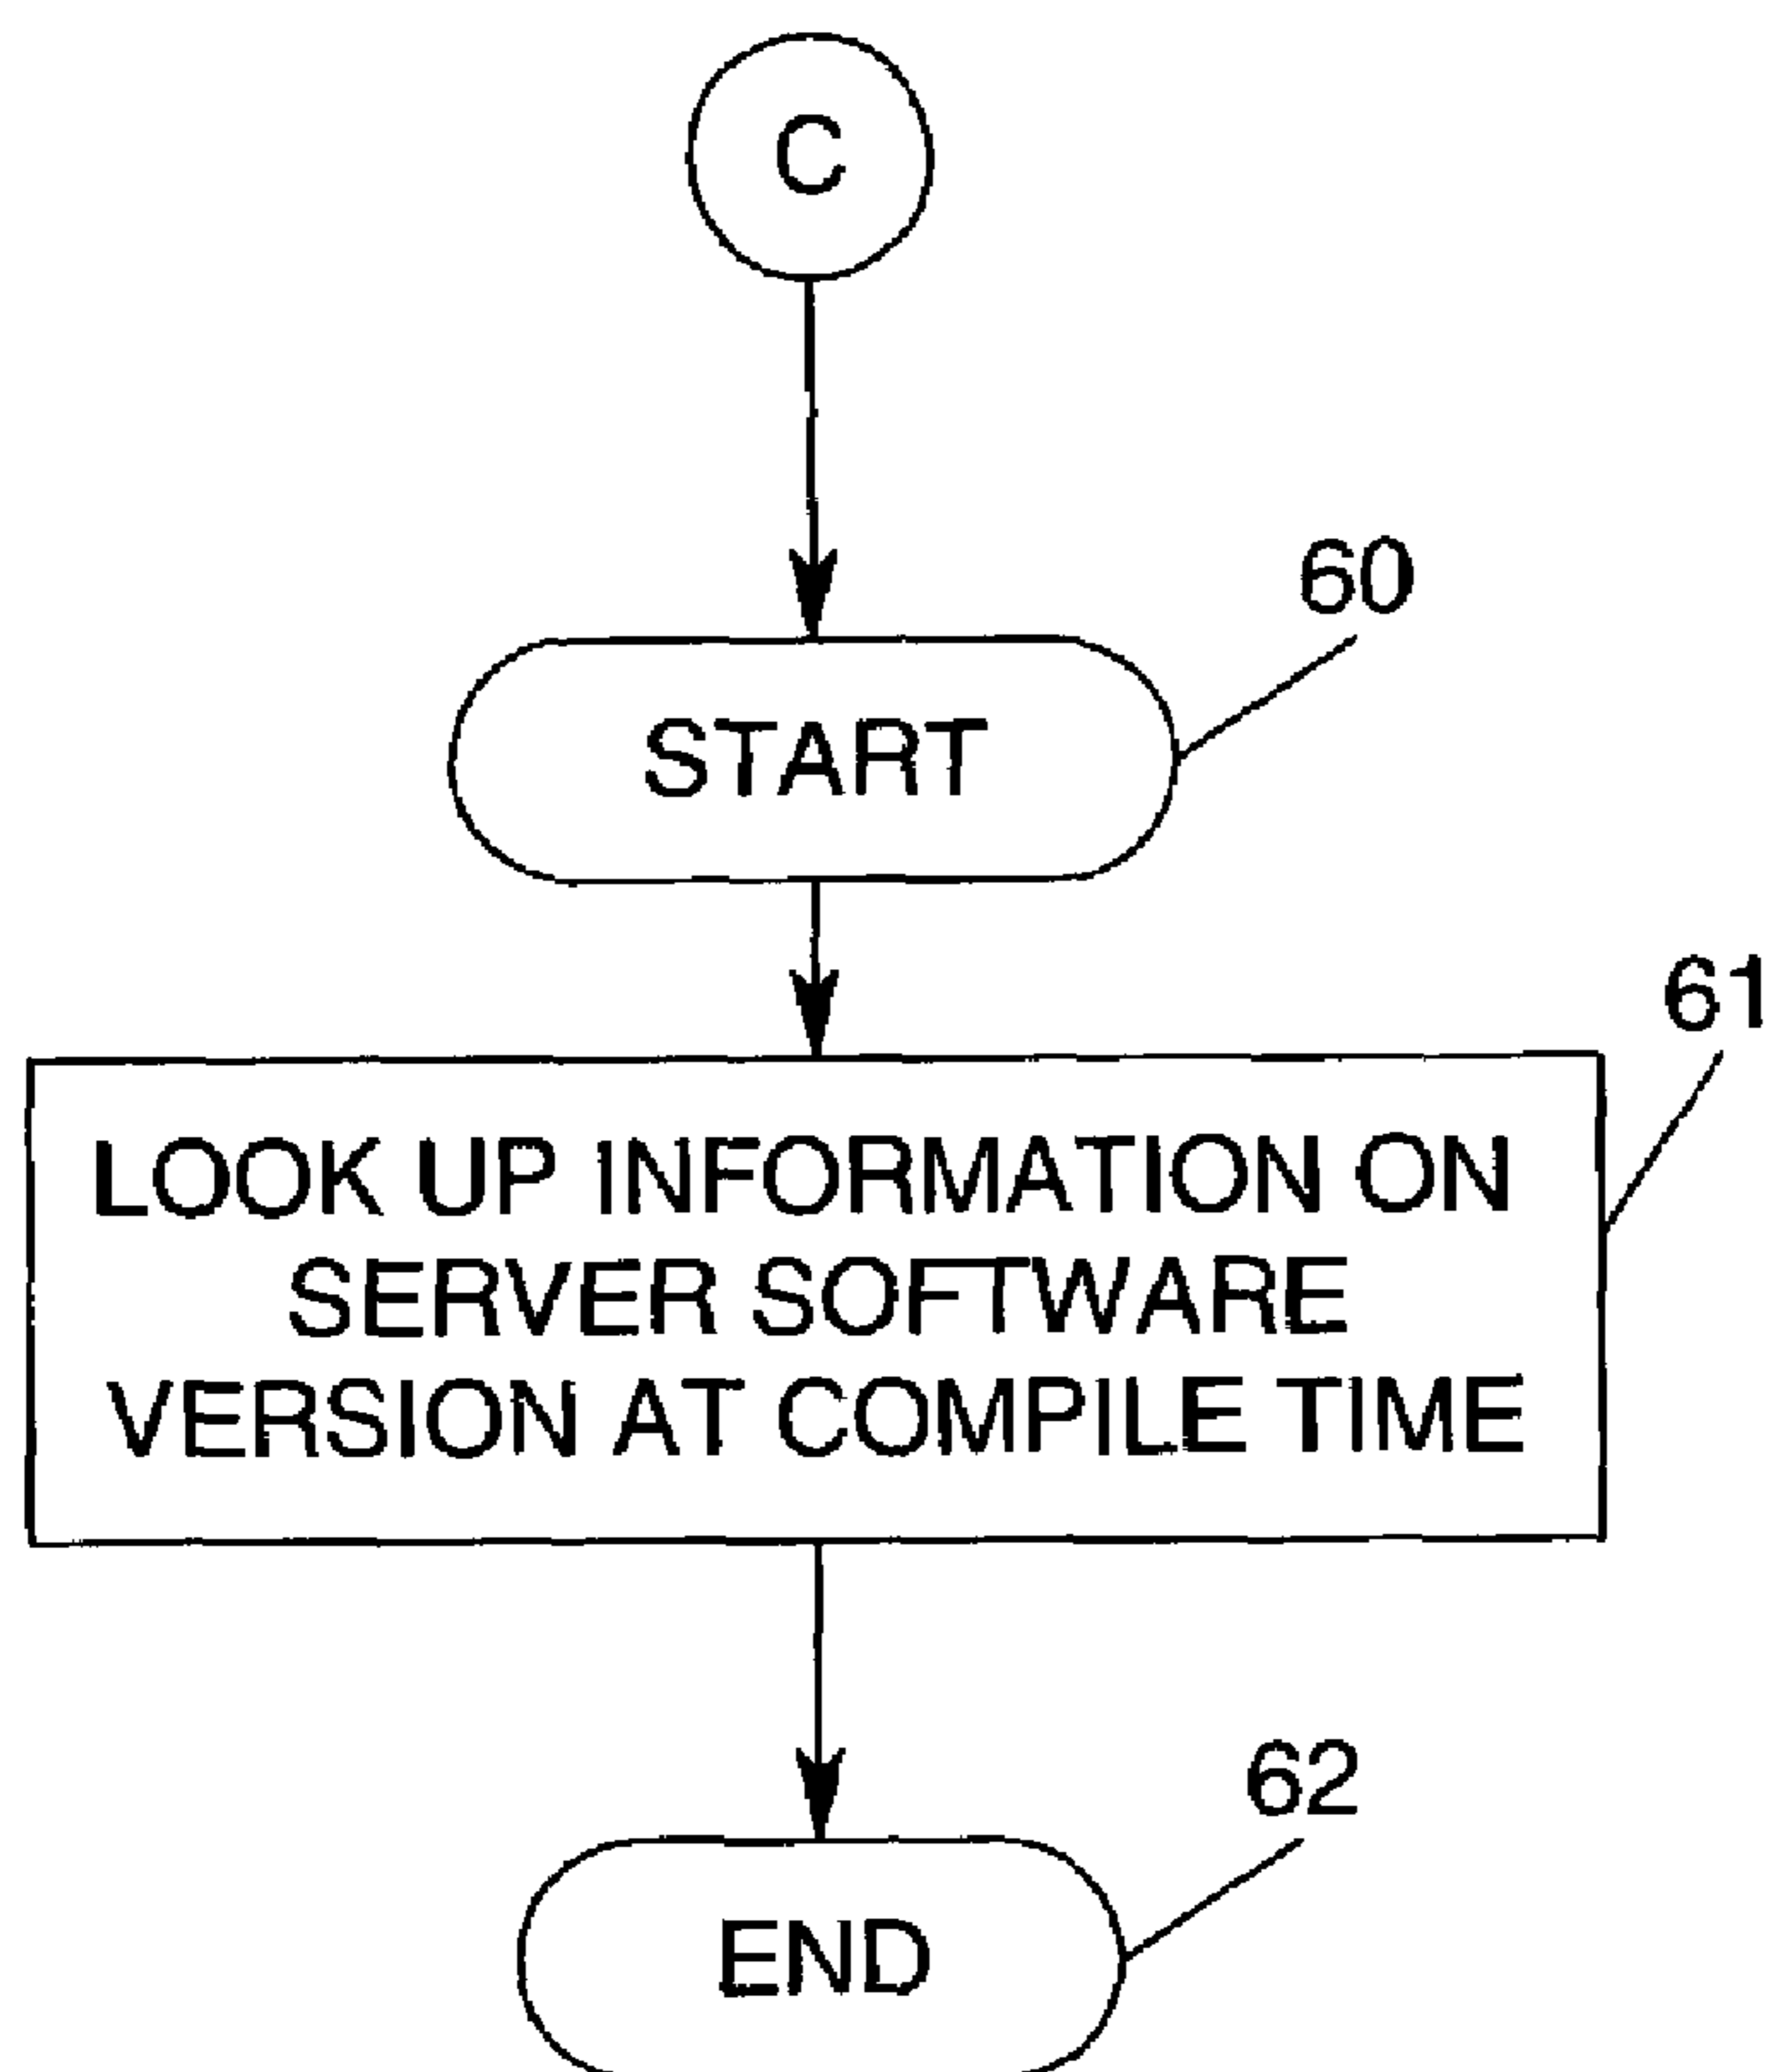 C
60
START
61
LOOK UP INFORMATION ON
SERVER SOFTWARE
VERSION AT COMPILE TIME
62
END